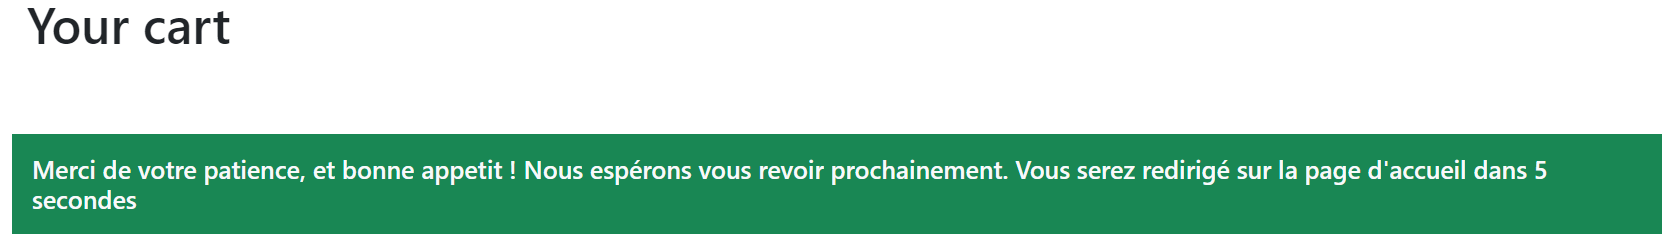 Your cart
Merci de votre patience, et bonne appetit ! Nous espérons vous revoir prochainement. Vous serez redirigé sur la page d'accueil dans 5
secondes